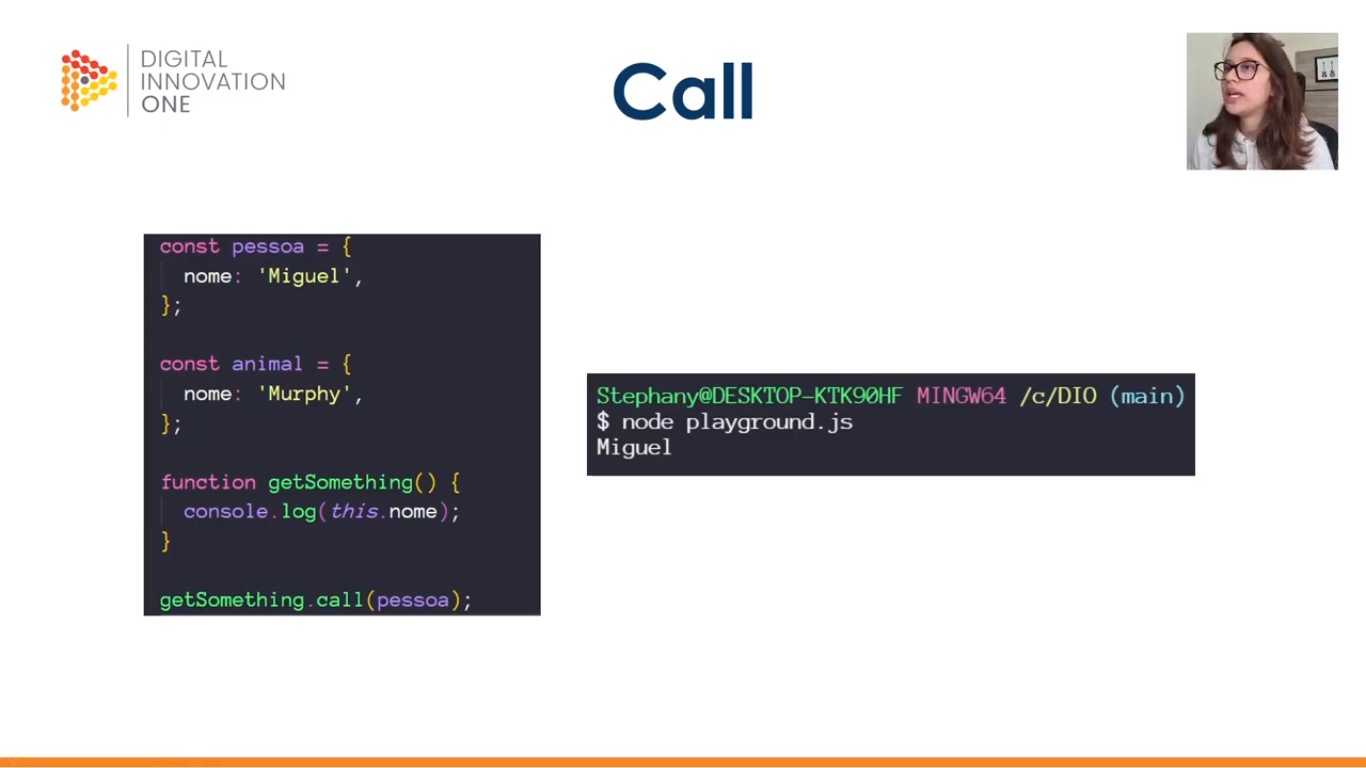 DIGITAL
INNOVATION
ONE
Call
const pessoa = {
  nome: 'Miguel',
};
const animal = {
  nome: 'Murphy',
};
function getSomething() {
  console.log(this.nome);
}
getSomething.call(pessoa);
Stephany@DESKTOP-KTK90HF MINGW64 /c/DIO (main)
$ node playground.js
Miguel